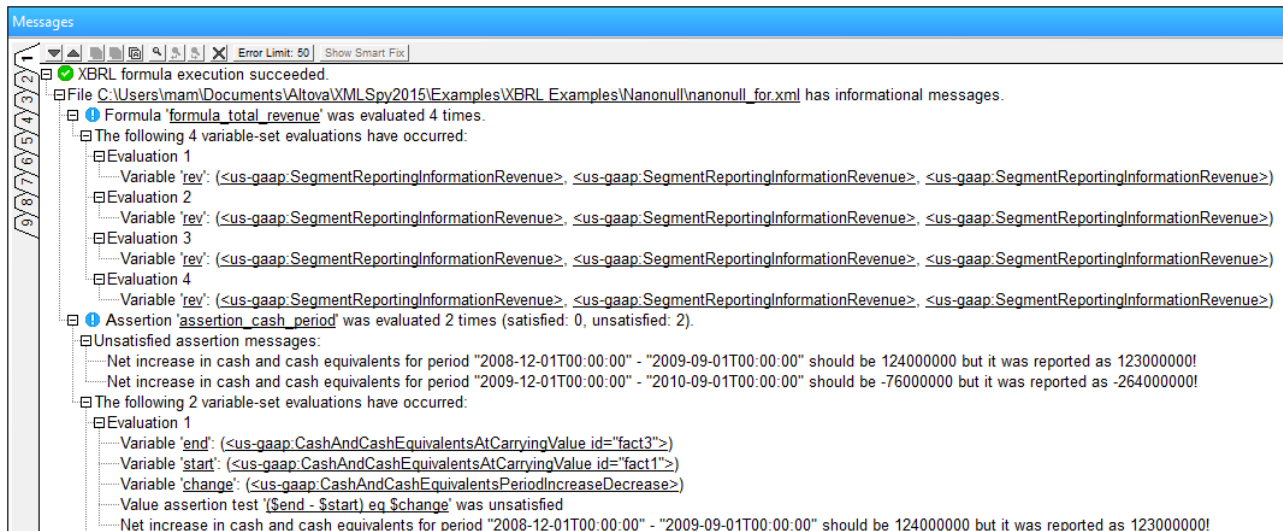 Messages
Error Limit: 50 Show Smart Fix
XBRL formula execution succeeded.
File C:\Users\mam\Documents\Altova\XMLSpy2015\Examples\XBRL Examples\Nanonull\nanonull_for.xml has informational messages.
Formula 'formula_total_revenue' was evaluated 4 times.
The following 4 variable-set evaluations have occurred:
Evaluation 1
Variable 'rev': (<us-gaap:SegmentReportingInformationRevenue>, <us-gaap:SegmentReportingInformationRevenue>, <us-gaap:SegmentReportingInformationRevenue>)
Evaluation 2
Variable 'rev': (<us-gaap:SegmentReportingInformationRevenue>, <us-gaap:SegmentReportingInformationRevenue>, <us-gaap:SegmentReportingInformationRevenue>)
Evaluation 3
Variable 'rev': (<us-gaap:SegmentReportingInformationRevenue>, <us-gaap:SegmentReportingInformationRevenue>, <us-gaap:SegmentReportingInformationRevenue>)
Evaluation 4
Variable 'rev': (<us-gaap:SegmentReportingInformationRevenue>, <us-gaap:SegmentReportingInformationRevenue>, <us-gaap:SegmentReportingInformationRevenue>)
Assertion 'assertion_cash_period' was evaluated 2 times (satisfied: 0, unsatisfied: 2).
Unsatisfied assertion messages:
Net increase in cash and cash equivalents for period "2008-12-01T00:00:00" - "2009-09-01T00:00:00" should be 124000000 but it was reported as 123000000!
Net increase in cash and cash equivalents for period "2009-12-01T00:00:00" - "2010-09-01T00:00:00" should be -76000000 but it was reported as -264000000!
The following 2 variable-set evaluations have occurred:
Evaluation 1
Variable 'end': (<us-gaap:CashAndCashEquivalentsAtCarryingValue id="fact3">)
Variable 'start': (<us-gaap:CashAndCashEquivalentsAtCarryingValue id="fact1">)
Variable 'change': (<us-gaap:CashAndCashEquivalentsPeriodIncreaseDecrease>)
Value assertion test '($end - $start) eq $change' was unsatisfied
Net increase in cash and cash equivalents for period "2008-12-01T00:00:00" - "2009-09-01T00:00:00" should be 124000000 but it was reported as 123000000!
1
2
3
4
5
6
7
8
9